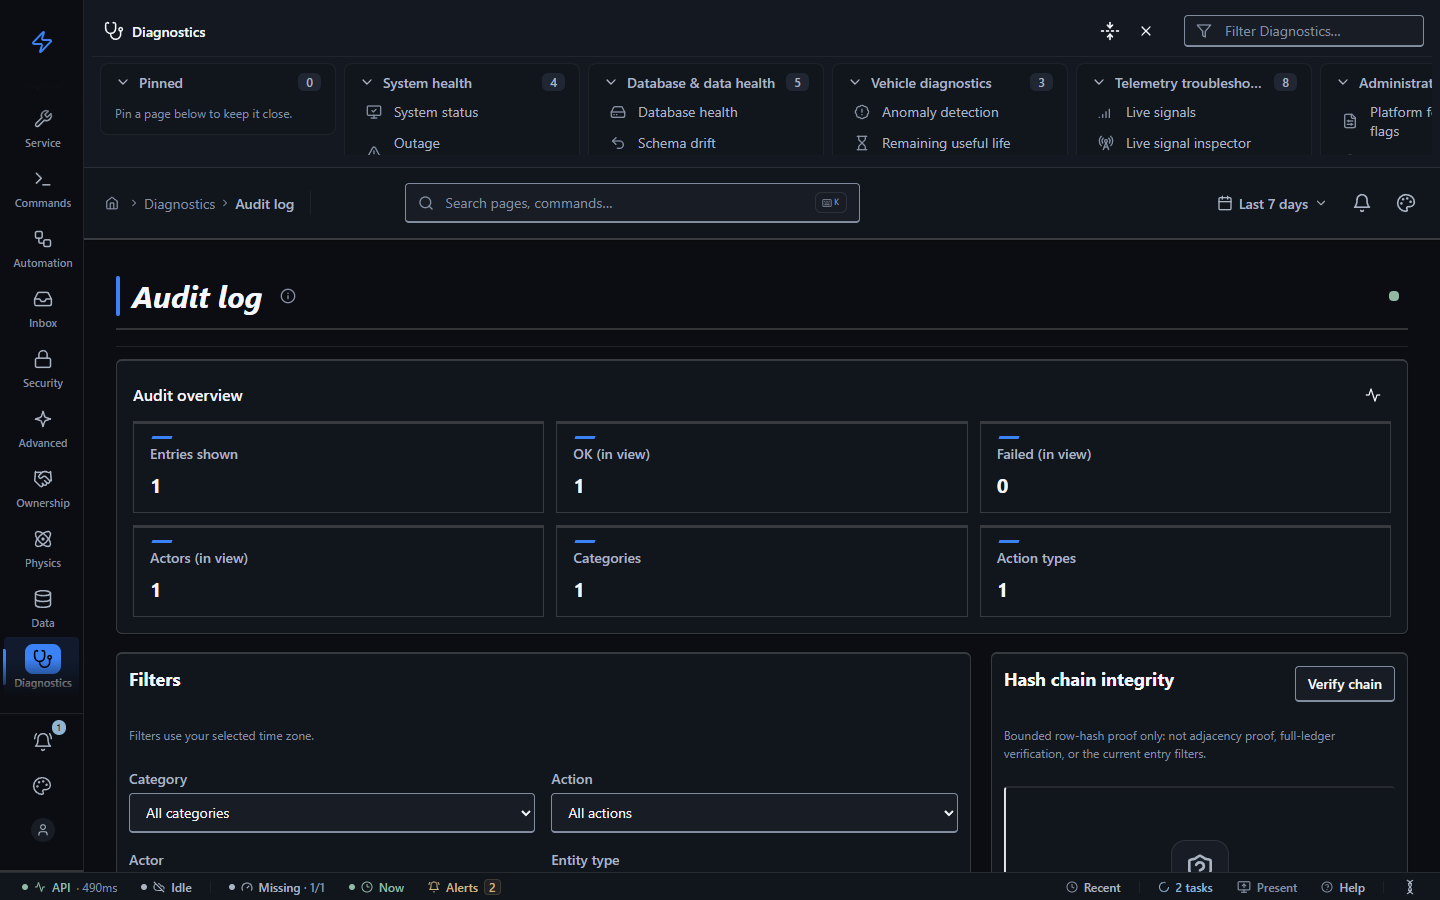 Diagnostics
Filter Diagnostics...
Pinned 0
Pin a page below to keep it close.
System health 4
System status
Outage
Database & data health 5
Database health
Schema drift
Vehicle diagnostics 3
Anomaly detection
Remaining useful life
Telemetry troublesho... 8
Live signals
Live signal inspector
Administrat
Platform f
flags
Service
Commands
Automation
Inbox
Security
Advanced
Ownership
Physics
Data
Diagnostics
1
Diagnostics
Audit log
Search pages, commands...
K
Last 7 days
Audit log
Audit overview
Entries shown
1
OK (in view)
1
Failed (in view)
0
Actors (in view)
1
Categories
1
Action types
1
Filters
Filters use your selected time zone.
Category
All categories
Action
All actions
Actor
Entity type
Hash chain integrity
Verify chain
Bounded row-hash proof only: not adjacency proof, full-ledger
verification, or the current entry filters.
API · 490ms
Idle
Missing · 1/1
Now
Alerts 2
Recent
2 tasks
Present
Help